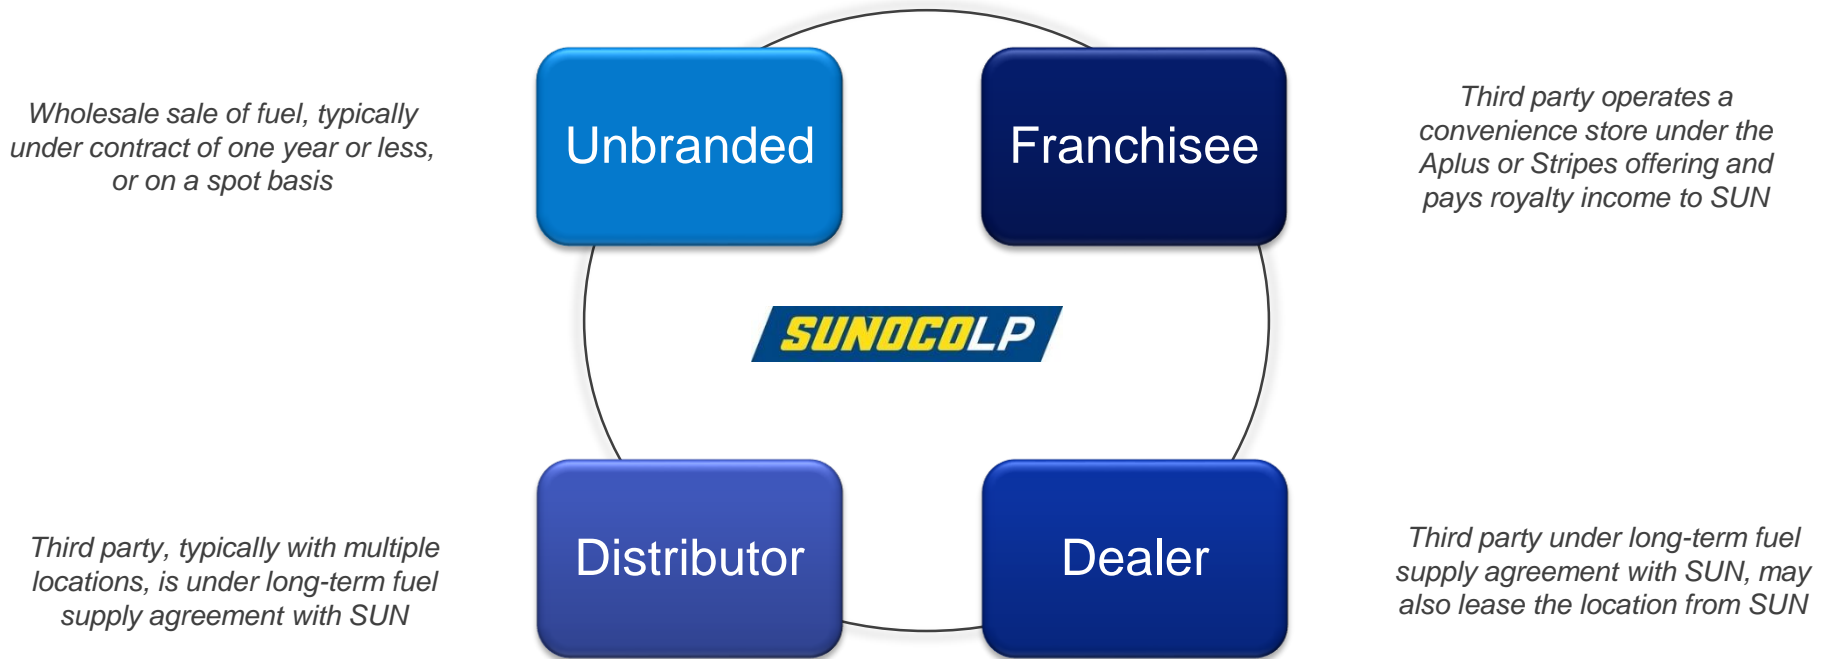 Wholesale sale of fuel, typically
under contract of one year or less,
or on a spot basis
Unbranded
Franchisee
Third party operates a
convenience store under the
Aplus or Stripes offering and
pays royalty income to SUN
SUNOCOLP
Third party, typically with multiple
locations, is under long-term fuel
supply agreement with SUN
Distributor
Dealer
Third party under long-term fuel
supply agreement with SUN, may
also lease the location from SUN